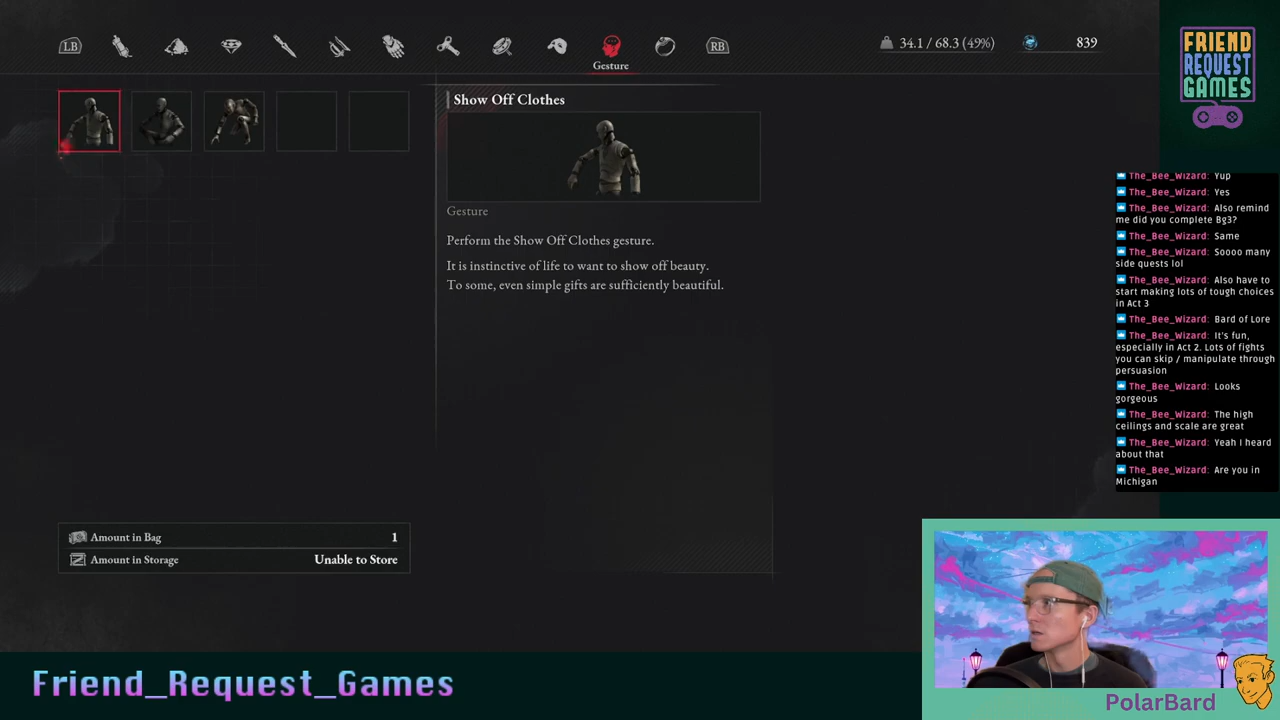 LB
Gesture
RB
34.1 / 68.3 (49%)
839
FRIEND
REQUEST
GAMES
Show Off Clothes
Gesture
Perform the Show Off Clothes gesture.
It is instinctive of life to want to show off beauty.
To some, even simple gifts are sufficiently beautiful.
Amount in Bag 1
Amount in Storage Unable to Store
The_Bee_Wizard: Yup
The_Bee_Wizard: Yes
The_Bee_Wizard: Also remind
me did you complete Bg3?
The_Bee_Wizard: Same
The_Bee_Wizard: Soooo many
side quests lol
The_Bee_Wizard: Also have to
start making lots of tough choices
in Act 3
The_Bee_Wizard: Bard of Lore
The_Bee_Wizard: It's fun,
especially in Act 2. Lots of fights
you can skip / manipulate through
persuasion
The_Bee_Wizard: Looks
gorgeous
The_Bee_Wizard: The high
ceilings and scale are great
The_Bee_Wizard: Yeah I heard
about that
The_Bee_Wizard: Are you in
Michigan
Friend_Request_Games
PolarBard